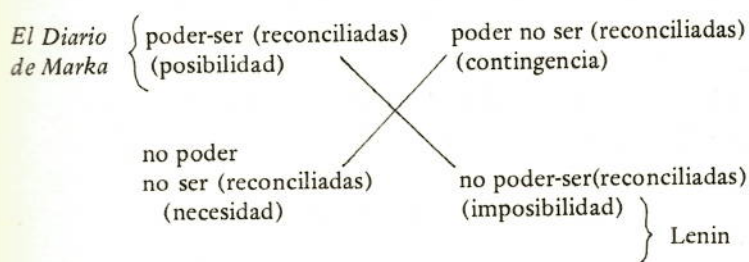 El Diario
de Marka
poder-ser (reconciliadas)
(posibilidad)
poder no ser (reconciliadas)
(contingencia)
no poder
no ser (reconciliadas)
(necesidad)
no poder-ser(reconciliadas)
(imposibilidad)
Lenin